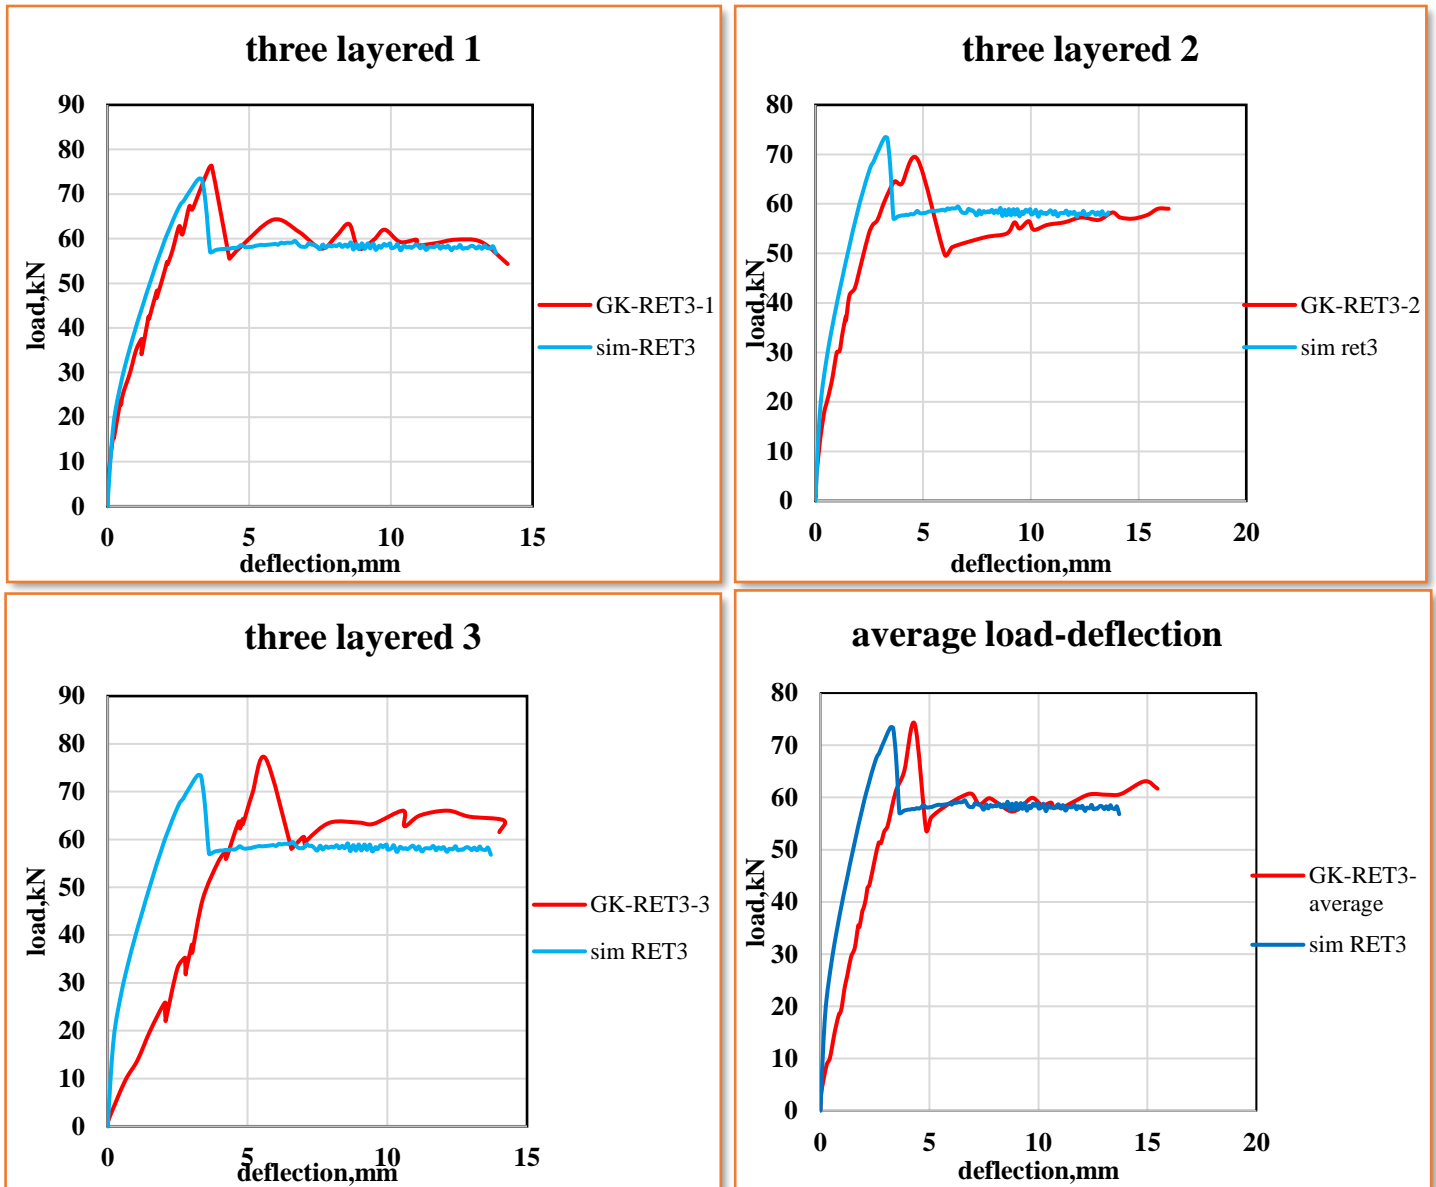 three layered 1
90
80
70
60
50
40
30
20
10
0
load,kN
0
5
10
15
deflection,mm
GK-RET3-1
sim-RET3
three layered 2
80
70
60
50
40
30
20
10
0
load,kN
0
5
10
15
20
deflection,mm
GK-RET3-2
sim ret3
three layered 3
90
80
70
60
50
40
30
20
10
0
load,kN
0
5
10
15
deflection,mm
GK-RET3-3
sim RET3
average load-deflection
80
70
60
50
40
30
20
10
0
load,kN
0
5
10
15
20
deflection,mm
GK-RET3-
average
sim RET3